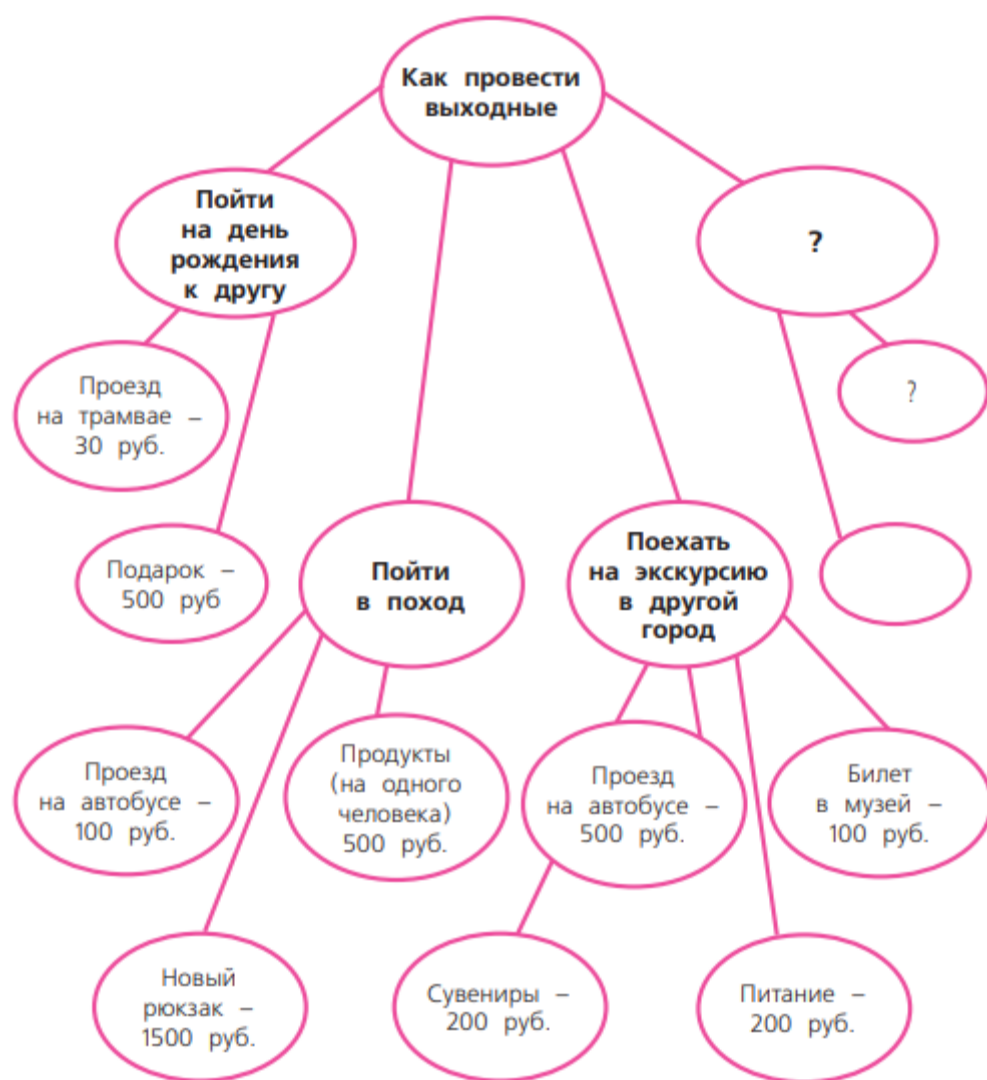 Как провести
выходные
Пойти
на день
рождения
к другу
?
Проезд
на трамвае –
30 руб.
?
Подарок –
500 руб
Пойти
в поход
Поехать
на экскурсию
в другой
город
Проезд
на автобусе –
100 руб.
Продукты
(на одного
человека)
500 руб.
Проезд
на автобусе –
500 руб.
Билет
в музей –
100 руб.
Новый
рюкзак –
1500 руб.
Сувениры –
200 руб.
Питание –
200 руб.